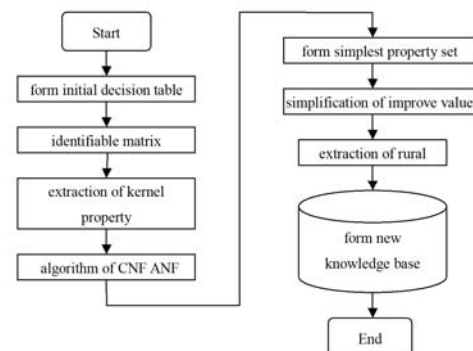 Start
form initial decision table
identifiable matrix
extraction of kernel
property
algorithm of CNF ANF
form simplest property set
simplification of improve value
extraction of rural
form new
knowledge base
End